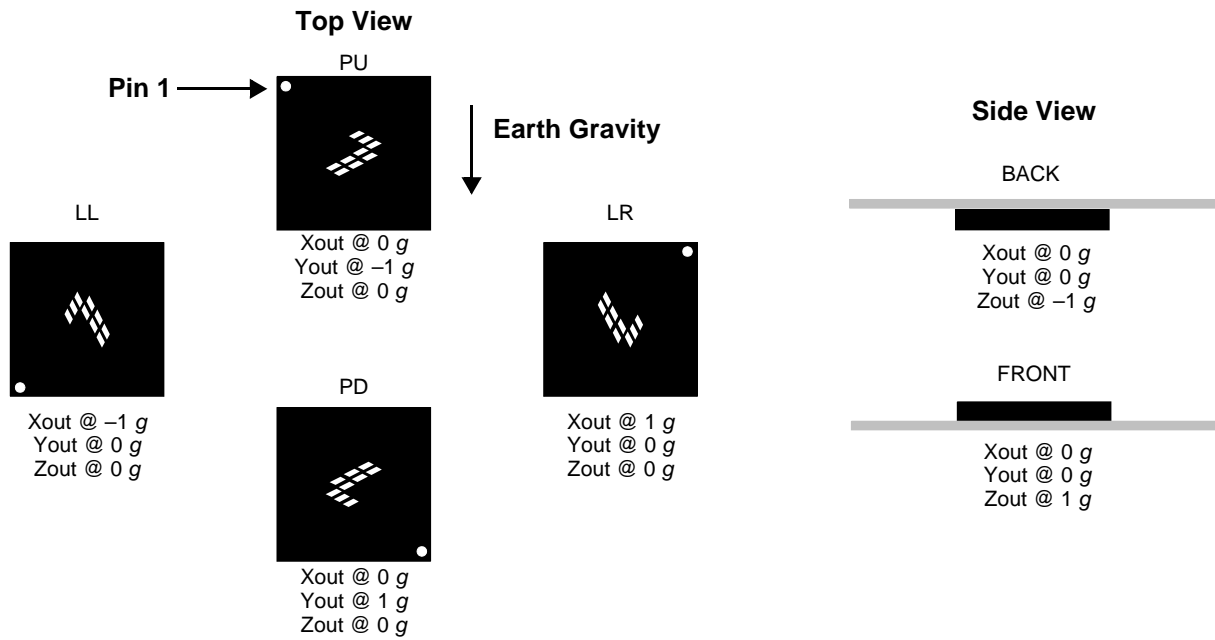 Top View
PU
Pin 1
Earth Gravity
Xout @ 0 g
Yout @ –1 g
Zout @ 0 g
LL
Xout @ –1 g
Yout @ 0 g
Zout @ 0 g
LR
Xout @ 1 g
Yout @ 0 g
Zout @ 0 g
PD
Xout @ 0 g
Yout @ 1 g
Zout @ 0 g
Side View
BACK
Xout @ 0 g
Yout @ 0 g
Zout @ –1 g
FRONT
Xout @ 0 g
Yout @ 0 g
Zout @ 1 g